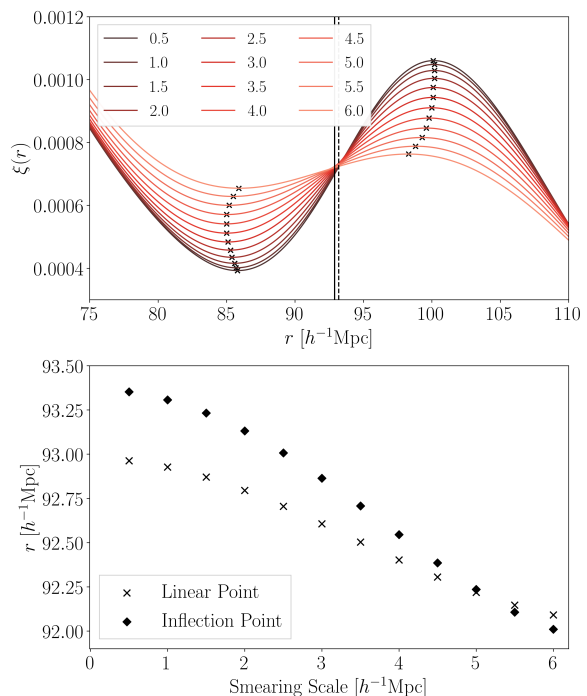 0.0012
0.0010
0.0008
0.0006
0.0004
ξ(r)
0.5 2.5 4.5
1.0 3.0 5.0
1.5 3.5 5.5
2.0 4.0 6.0
75 80 85 90 95 100 105 110
r [h⁻¹Mpc]
93.50
93.25
93.00
92.75
92.50
92.25
92.00
r [h⁻¹Mpc]
Linear Point
Inflection Point
0 1 2 3 4 5 6
Smearing Scale [h⁻¹Mpc]